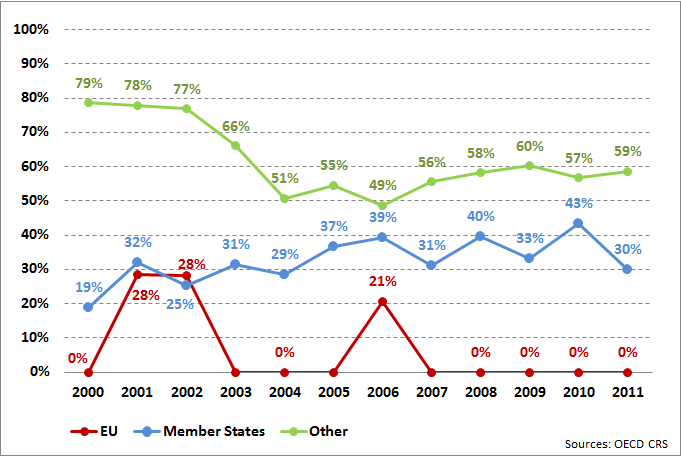 100%
90%
80%
70%
60%
50%
40%
30%
20%
10%
0%
79% 78% 77% 66% 51% 55% 49% 56% 58% 60% 57% 59%
19% 32% 25% 31% 29% 37% 39% 31% 40% 33% 43% 30%
0% 28% 28% 0% 21% 0% 0% 0% 0%
2000 2001 2002 2003 2004 2005 2006 2007 2008 2009 2010 2011
EU Member States Other
Sources: OECD CRS